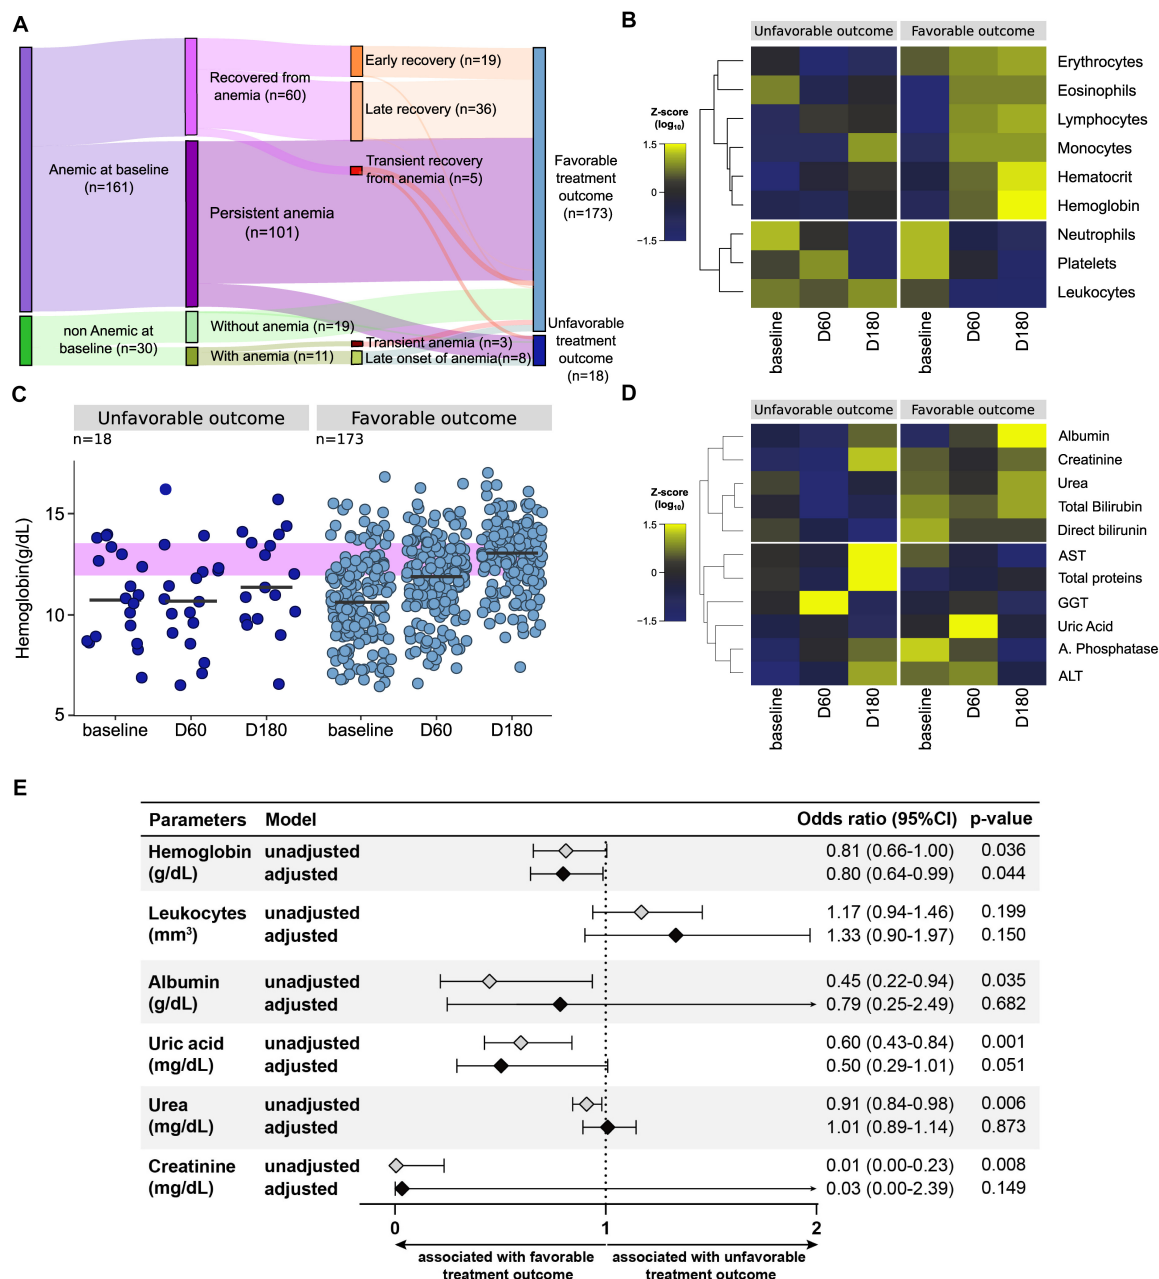 A
Anemic at baseline
(n=161)
non Anemic at
baseline (n=30)
Recovered from
anemia (n=60)
Persistent anemia
(n=101)
Without anemia (n=19)
With anemia (n=11)
Early recovery (n=19)
Late recovery (n=36)
Transient recovery
from anemia (n=5)
Transient anemia (n=3)
Late onset of anemia(n=8)
Favorable
treatment
outcome
(n=173)
Unfavorable
treatment
outcome
(n=18)
B
Unfavorable outcome Favorable outcome
Z-score
(log10)
1.5
0
−1.5
Erythrocytes
Eosinophils
Lymphocytes
Monocytes
Hematocrit
Hemoglobin
Neutrophils
Platelets
Leukocytes
baseline D60 D180 baseline D60 D180
C
Unfavorable outcome Favorable outcome
n=18 n=173
Hemoglobin(g/dL)
15
10
5
baseline D60 D180 baseline D60 D180
D
Unfavorable outcome Favorable outcome
Z-score
(log10)
1.5
0
−1.5
Albumin
Creatinine
Urea
Total Bilirubin
Direct bilirunin
AST
Total proteins
GGT
Uric Acid
A. Phosphatase
ALT
baseline D60 D180 baseline D60 D180
E
Parameters Model Odds ratio (95%CI) p-value
Hemoglobin unadjusted 0.81 (0.66-1.00) 0.036
(g/dL) adjusted 0.80 (0.64-0.99) 0.044
Leukocytes unadjusted 1.17 (0.94-1.46) 0.199
(mm³) adjusted 1.33 (0.90-1.97) 0.150
Albumin unadjusted 0.45 (0.22-0.94) 0.035
(g/dL) adjusted 0.79 (0.25-2.49) 0.682
Uric acid unadjusted 0.60 (0.43-0.84) 0.001
(mg/dL) adjusted 0.50 (0.29-1.01) 0.051
Urea unadjusted 0.91 (0.84-0.98) 0.006
(mg/dL) adjusted 1.01 (0.89-1.14) 0.873
Creatinine unadjusted 0.01 (0.00-0.23) 0.008
(mg/dL) adjusted 0.03 (0.00-2.39) 0.149
0 1 2
associated with favorable associated with unfavorable
treatment outcome treatment outcome